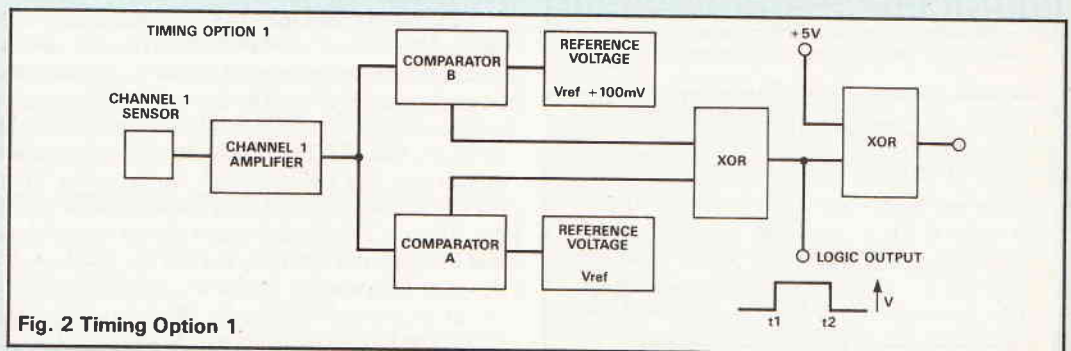 TIMING OPTION 1
CHANNEL 1
SENSOR
CHANNEL 1
AMPLIFIER
COMPARATOR
B
REFERENCE
VOLTAGE
Vref +100mV
COMPARATOR
A
REFERENCE
VOLTAGE
Vref
XOR
+5V
XOR
LOGIC OUTPUT
V
t1 t2
Fig. 2 Timing Option 1